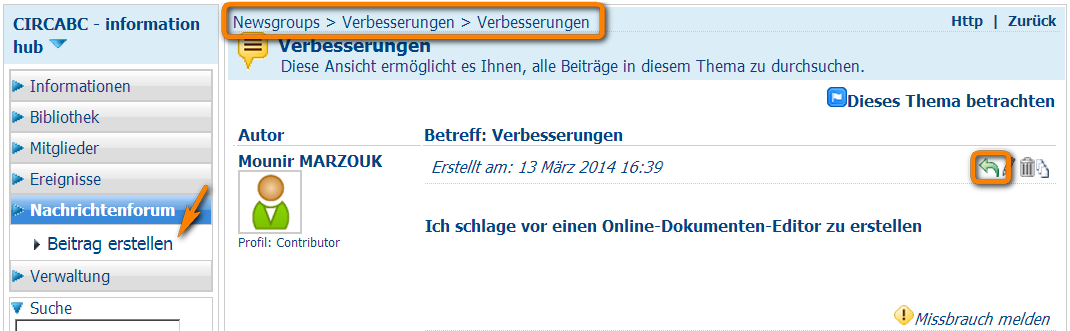 CIRCABC - information
hub
Informationen
Bibliothek
Mitglieder
Ereignisse
Nachrichtenforum
Beitrag erstellen
Verwaltung
Suche
Newsgroups > Verbesserungen > Verbesserungen
Http | Zurück
Verbesserungen
Diese Ansicht ermöglicht es Ihnen, alle Beiträge in diesem Thema zu durchsuchen.
Dieses Thema betrachten
Autor
Betreff: Verbesserungen
Mounir MARZOUK
Erstellt am: 13 März 2014 16:39
Profil: Contributor
Ich schlage vor einen Online-Dokumenten-Editor zu erstellen
Missbrauch melden